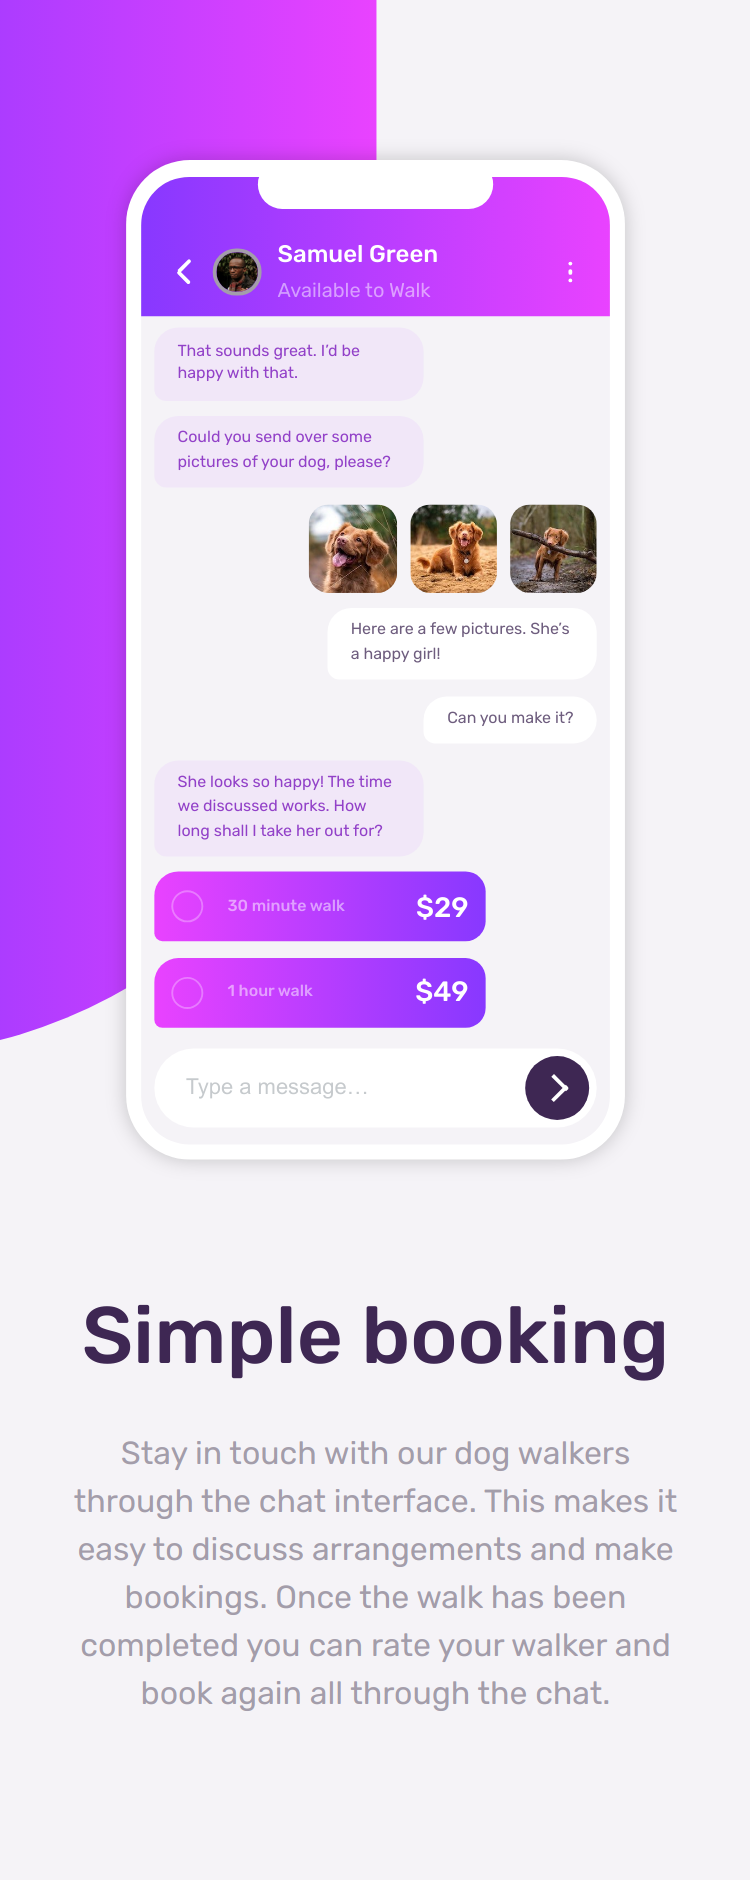 Samuel Green
Available to Walk
That sounds great. I’d be
happy with that.
Could you send over some
pictures of your dog, please?
Here are a few pictures. She’s
a happy girl!
Can you make it?
She looks so happy! The time
we discussed works. How
long shall I take her out for?
30 minute walk $29
1 hour walk $49
Type a message…
Simple booking
Stay in touch with our dog walkers
through the chat interface. This makes it
easy to discuss arrangements and make
bookings. Once the walk has been
completed you can rate your walker and
book again all through the chat.